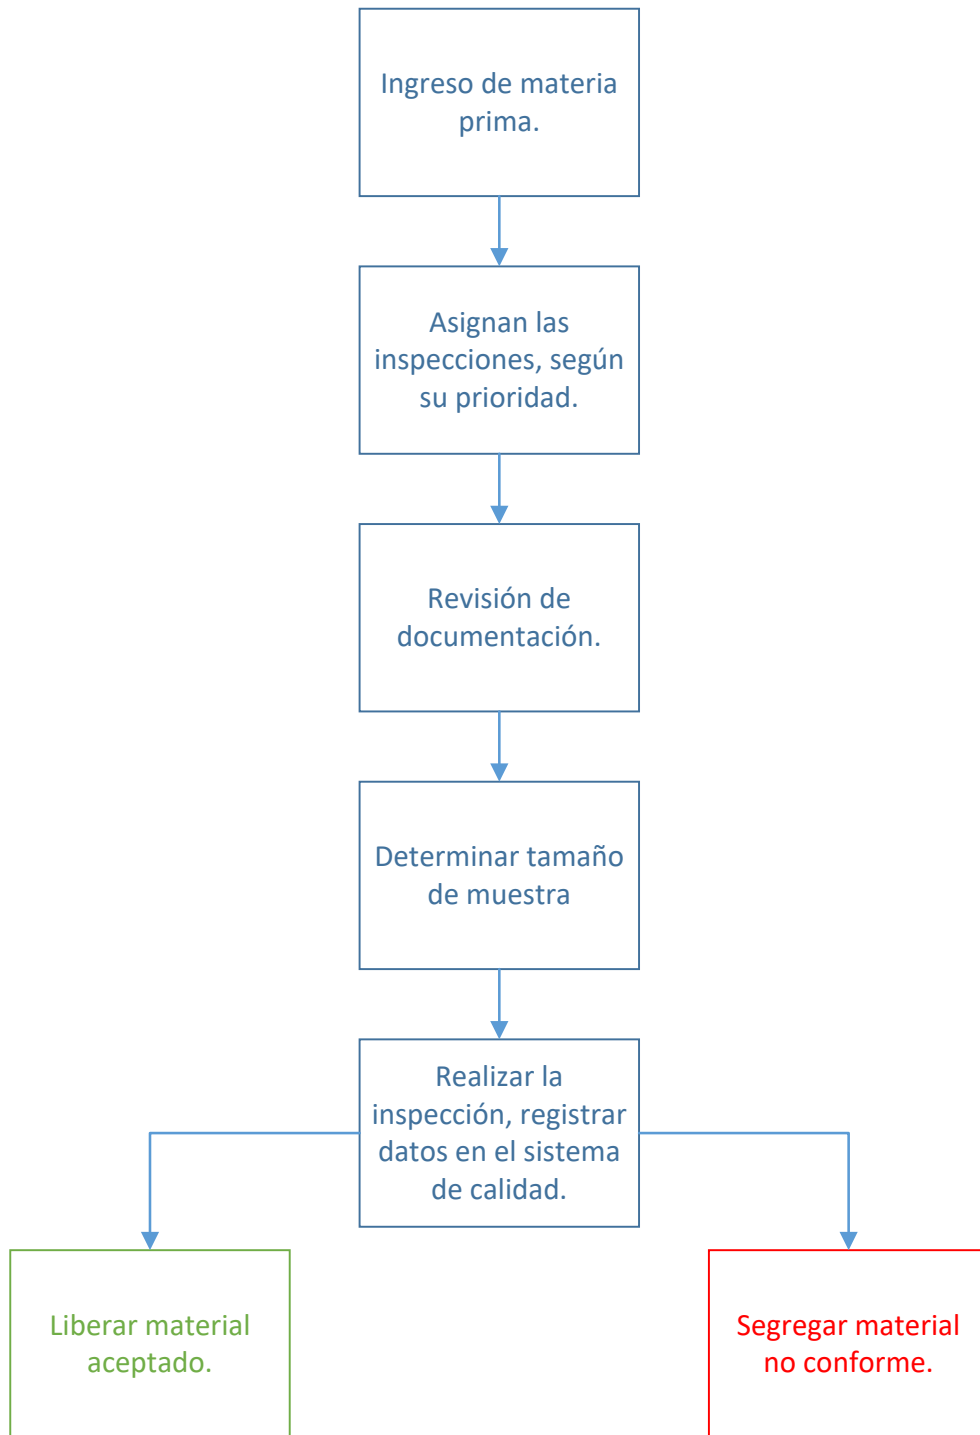 Ingreso de materia
prima.
Asignan las
inspecciones, según
su prioridad.
Revisión de
documentación.
Determinar tamaño
de muestra
Realizar la
inspección, registrar
datos en el sistema
de calidad.
Liberar material
aceptado.
Segregar material
no conforme.